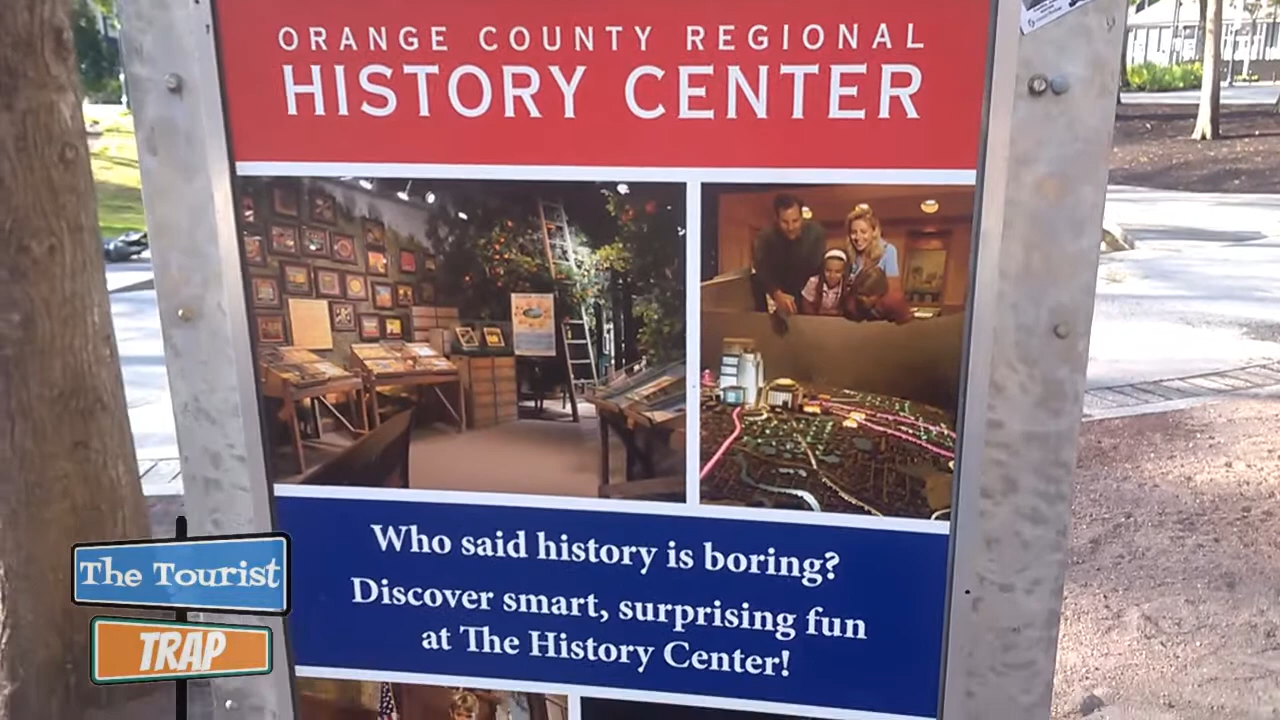 ORANGE COUNTY REGIONAL
HISTORY CENTER
Who said history is boring?
Discover smart, surprising fun
at The History Center!
The Tourist
TRAP